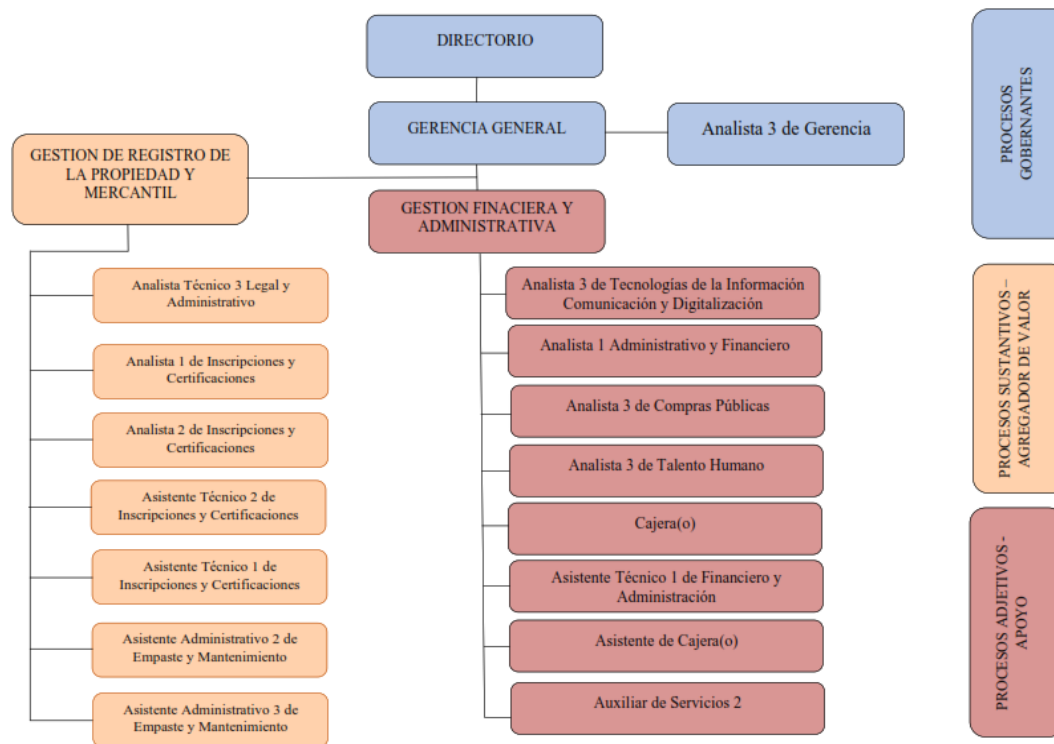 DIRECTORIO
GERENCIA GENERAL
Analista 3 de Gerencia
GESTION DE REGISTRO DE
LA PROPIEDAD Y
MERCANTIL
GESTION FINACIERA Y
ADMINISTRATIVA
Analista Técnico 3 Legal y
Administrativo
Analista 1 de Inscripciones y
Certificaciones
Analista 2 de Inscripciones y
Certificaciones
Asistente Técnico 2 de
Inscripciones y Certificaciones
Asistente Técnico 1 de
Inscripciones y Certificaciones
Asistente Administrativo 2 de
Empaste y Mantenimiento
Asistente Administrativo 3 de
Empaste y Mantenimiento
Analista 3 de Tecnologías de la Información
Comunicación y Digitalización
Analista 1 Administrativo y Financiero
Analista 3 de Compras Públicas
Analista 3 de Talento Humano
Cajera(o)
Asistente Técnico 1 de Financiero y
Administración
Asistente de Cajera(o)
Auxiliar de Servicios 2
PROCESOS
GOBERNANTES
PROCESOS SUSTANTIVOS –
AGREGADOR DE VALOR
PROCESOS ADJETIVOS -
APOYO